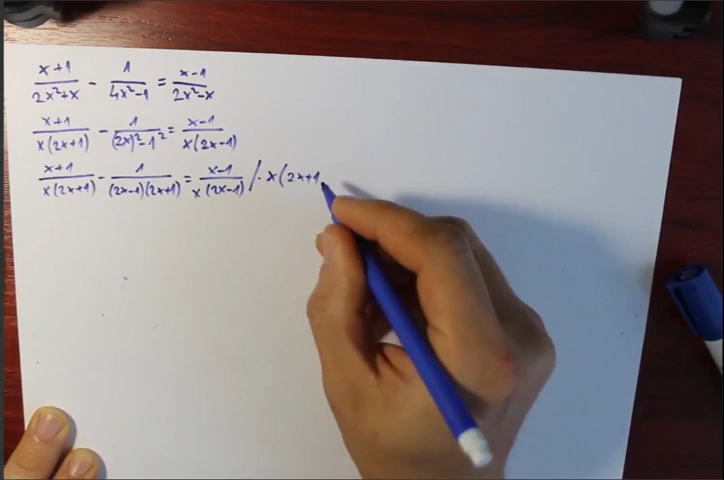 x+1/2x²+x - 1/4x²-1 = x-1/2x²-x
x+1/x(2x+1) - 1/(2x)²-1² = x-1/x(2x-1)
x+1/x(2x+1) - 1/(2x-1)(2x+1) = x-1/x(2x-1) /· x(2x+1